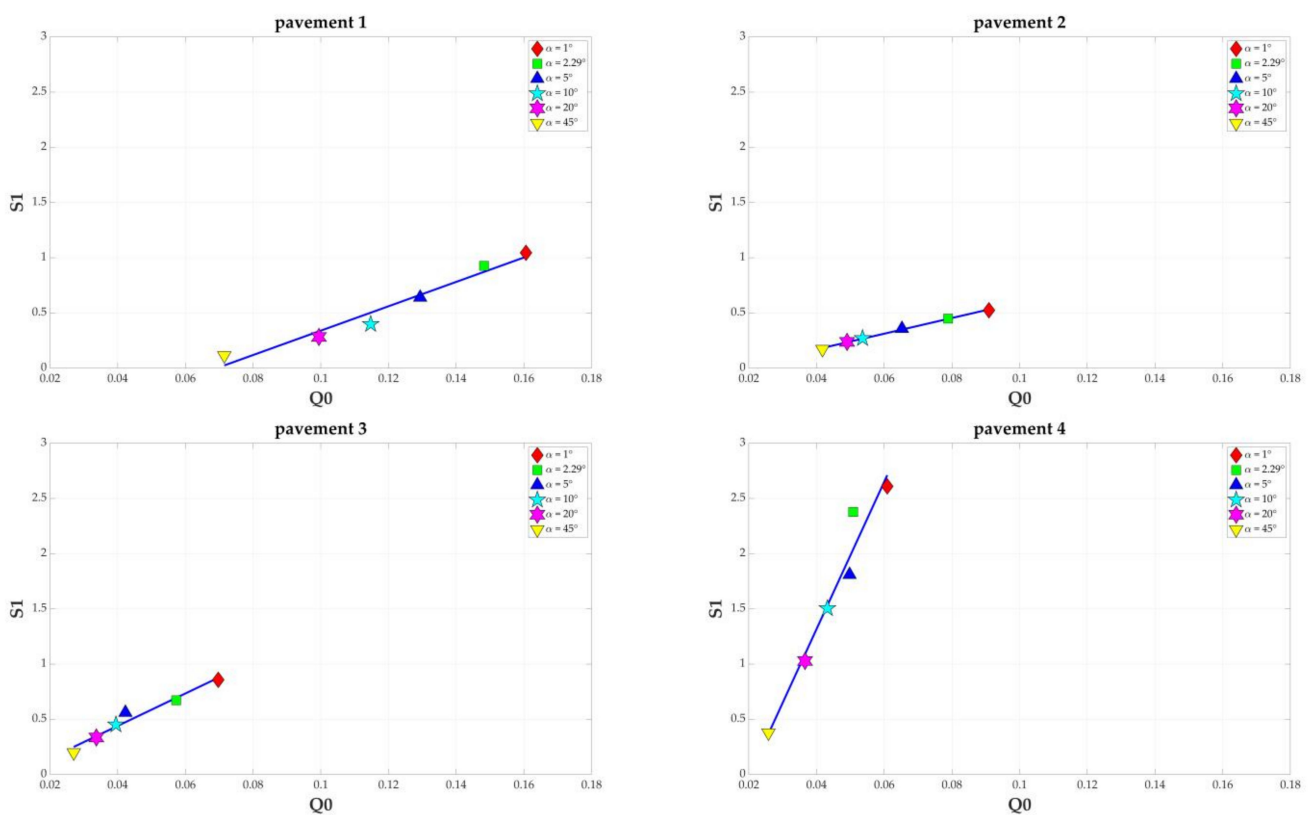 pavement 1
3
2.5
2
1.5
1
0.5
0
S1
0.02 0.04 0.06 0.08 0.1 0.12 0.14 0.16 0.18
Q0
α = 1°
α = 2.29°
α = 5°
α = 10°
α = 20°
α = 45°
pavement 2
3
2.5
2
1.5
1
0.5
0
S1
0.02 0.04 0.06 0.08 0.1 0.12 0.14 0.16 0.18
Q0
α = 1°
α = 2.29°
α = 5°
α = 10°
α = 20°
α = 45°
pavement 3
3
2.5
2
1.5
1
0.5
0
S1
0.02 0.04 0.06 0.08 0.1 0.12 0.14 0.16 0.18
Q0
α = 1°
α = 2.29°
α = 5°
α = 10°
α = 20°
α = 45°
pavement 4
3
2.5
2
1.5
1
0.5
0
S1
0.02 0.04 0.06 0.08 0.1 0.12 0.14 0.16 0.18
Q0
α = 1°
α = 2.29°
α = 5°
α = 10°
α = 20°
α = 45°